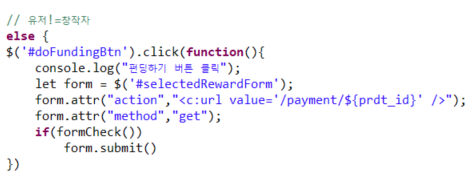 // 유저!=창작자
else {
$('#doFundingBtn').click(function(){
    console.log("펀딩하기 버튼 클릭");
    let form = $('#selectedRewardForm');
    form.attr("action","<c:url value='/payment/${prdt_id}' />");
    form.attr("method","get");
    if(formCheck())
        form.submit()
})